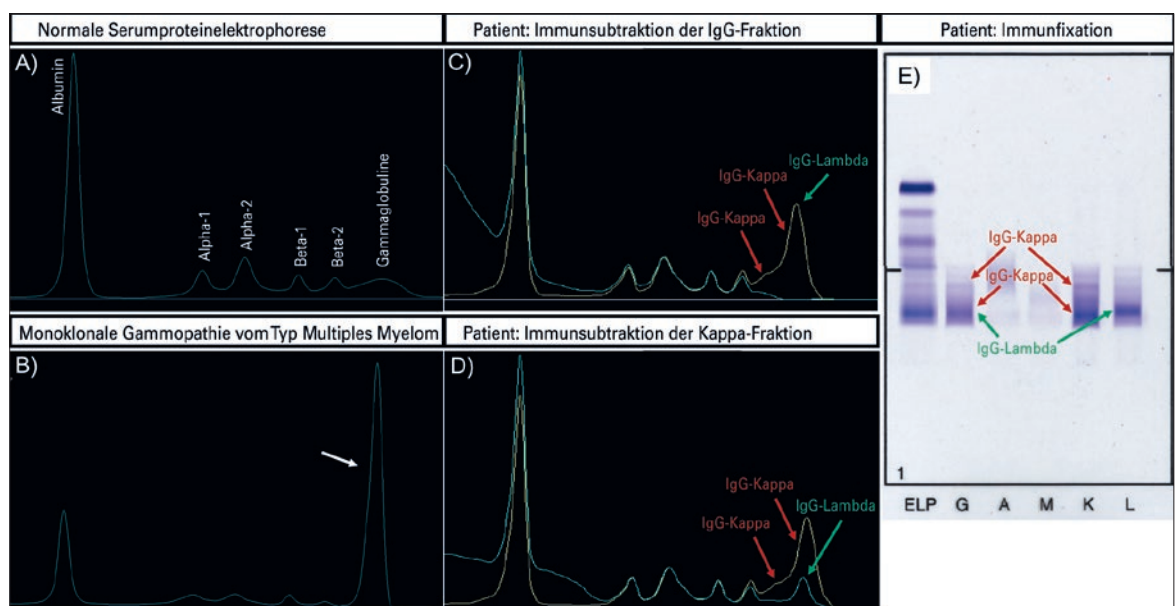 Normale Serumproteinelektrophorese
A)
Albumin
Alpha-1
Alpha-2
Beta-1
Beta-2
Gammaglobuline
Monoklonale Gammopathie vom Typ Multiples Myelom
B)
Patient: Immunsubtraktion der IgG-Fraktion
C)
IgG-Lambda
IgG-Kappa
IgG-Kappa
Patient: Immunsubtraktion der Kappa-Fraktion
D)
IgG-Kappa
IgG-Lambda
IgG-Kappa
Patient: Immunfixation
E)
IgG-Kappa
IgG-Kappa
IgG-Lambda
1
ELP G A M K L